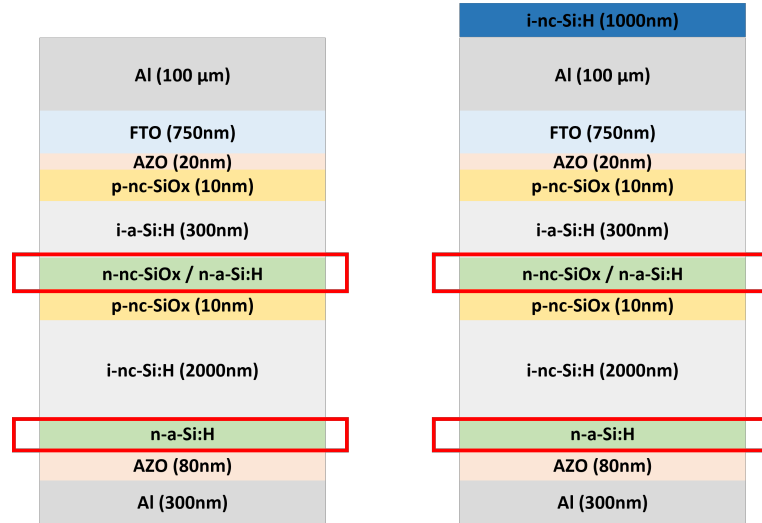 Al (100 µm)
FTO (750nm)
AZO (20nm)
p-nc-SiOx (10nm)
i-a-Si:H (300nm)
n-nc-SiOx / n-a-Si:H
p-nc-SiOx (10nm)
i-nc-Si:H (2000nm)
n-a-Si:H
AZO (80nm)
Al (300nm)
i-nc-Si:H (1000nm)
Al (100 µm)
FTO (750nm)
AZO (20nm)
p-nc-SiOx (10nm)
i-a-Si:H (300nm)
n-nc-SiOx / n-a-Si:H
p-nc-SiOx (10nm)
i-nc-Si:H (2000nm)
n-a-Si:H
AZO (80nm)
Al (300nm)